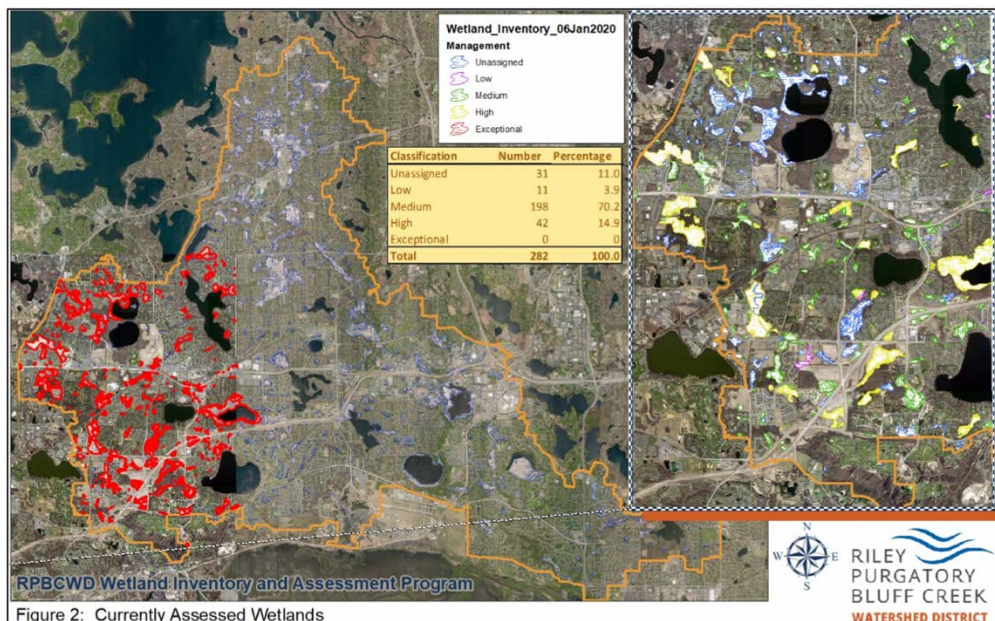 Wetland_Inventory_06Jan2020
Management
Unassigned
Low
Medium
High
Exceptional
Classification Number Percentage
Unassigned 31 11.0
Low 11 3.9
Medium 198 70.2
High 42 14.9
Exceptional 0 0
Total 282 100.0
N
W E
S
RILEY
PURGATORY
BLUFF CREEK
WATERSHED DISTRICT
RPBCWD Wetland Inventory and Assessment Program
Figure 2: Currently Assessed Wetlands